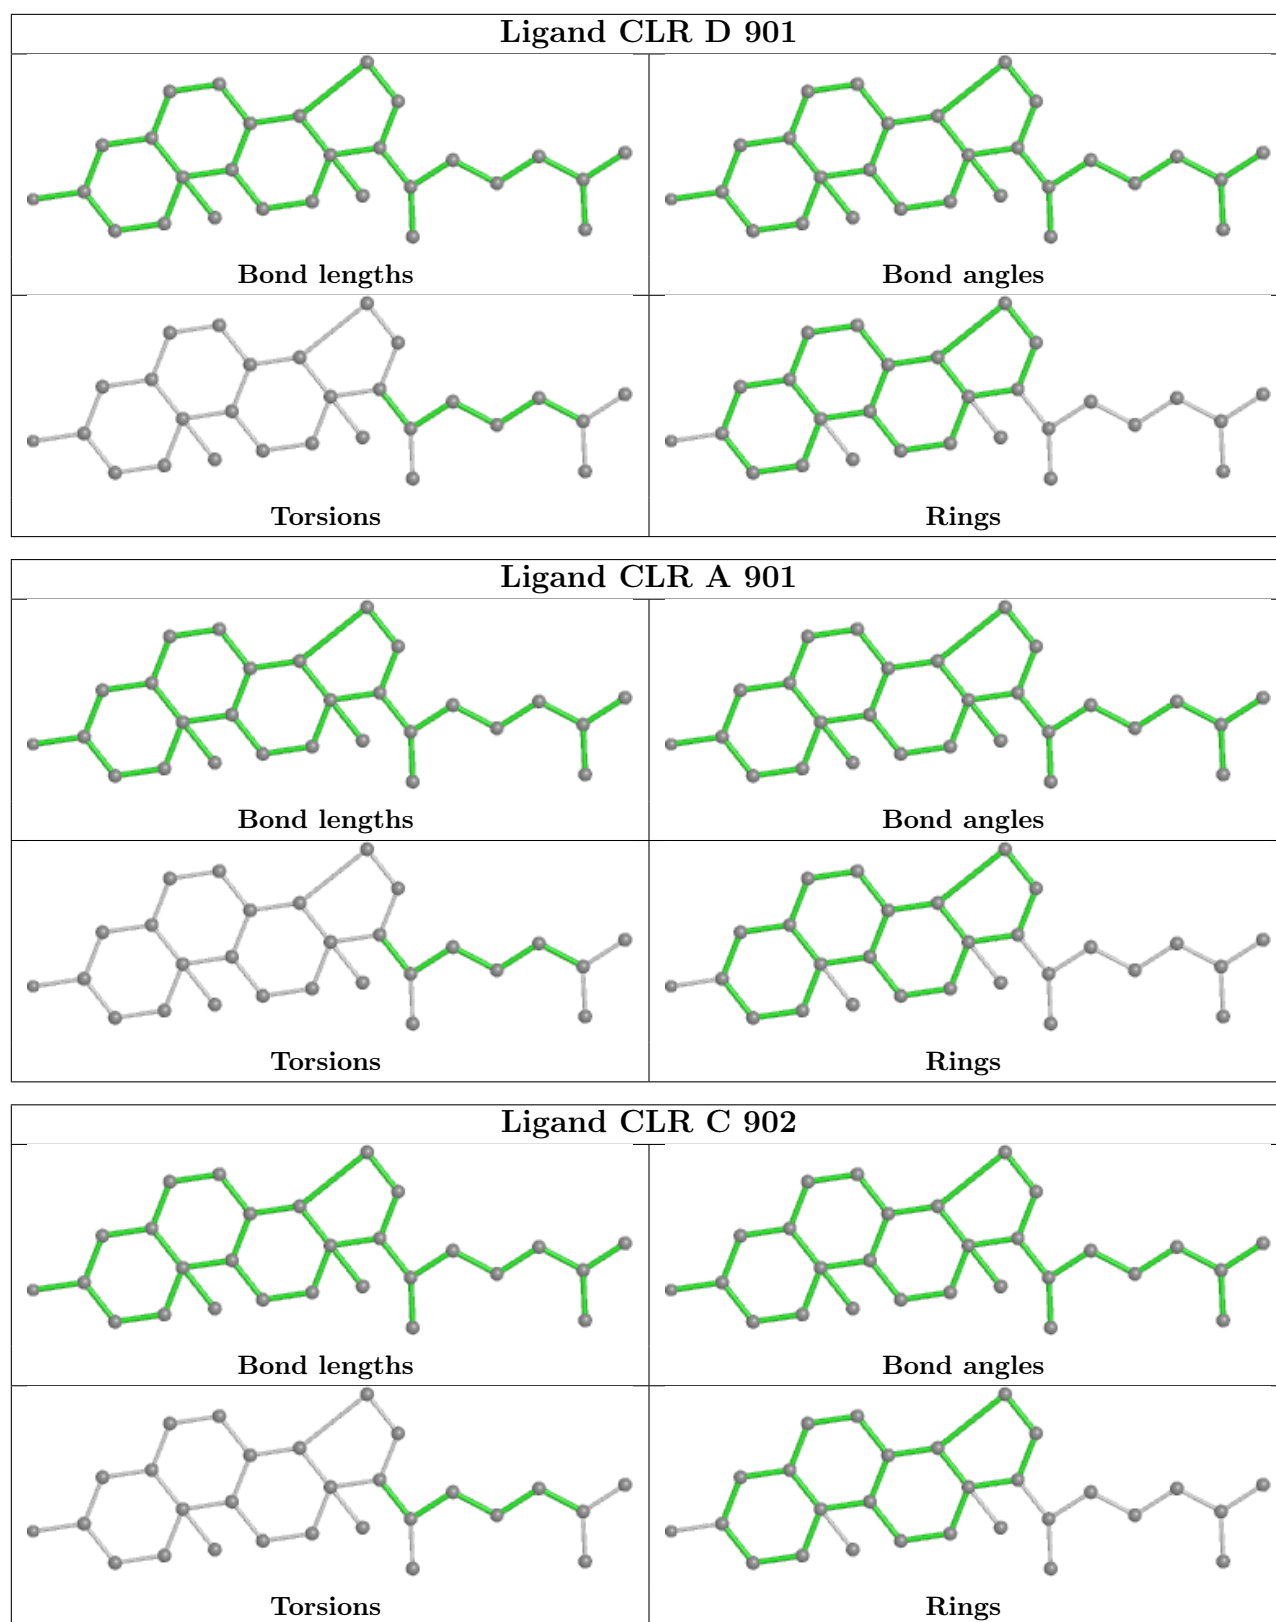 Ligand CLR D 901
Bond lengths
Bond angles
Torsions
Rings
Ligand CLR A 901
Bond lengths
Bond angles
Torsions
Rings
Ligand CLR C 902
Bond lengths
Bond angles
Torsions
Rings